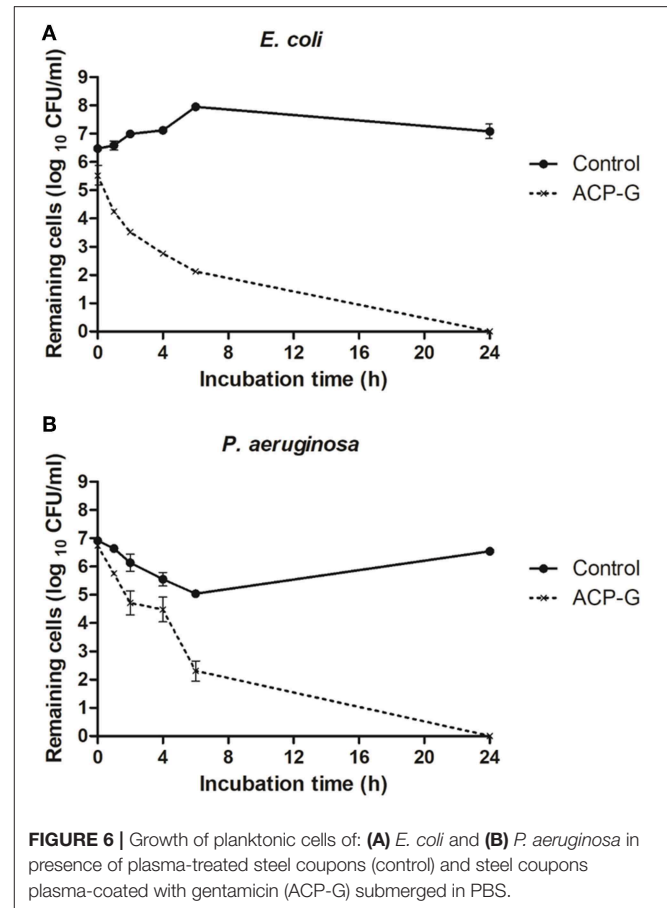 A
E. coli
Remaining cells (log 10 CFU/ml)
9
8
7
6
5
4
3
2
1
0
0 4 8 12 16 20 24
Incubation time (h)
Control
ACP-G
B
P. aeruginosa
Remaining cells (log 10 CFU/ml)
9
8
7
6
5
4
3
2
1
0
0 4 8 12 16 20 24
Incubation time (h)
Control
ACP-G
FIGURE 6 | Growth of planktonic cells of: (A) E. coli and (B) P. aeruginosa in
presence of plasma-treated steel coupons (control) and steel coupons
plasma-coated with gentamicin (ACP-G) submerged in PBS.